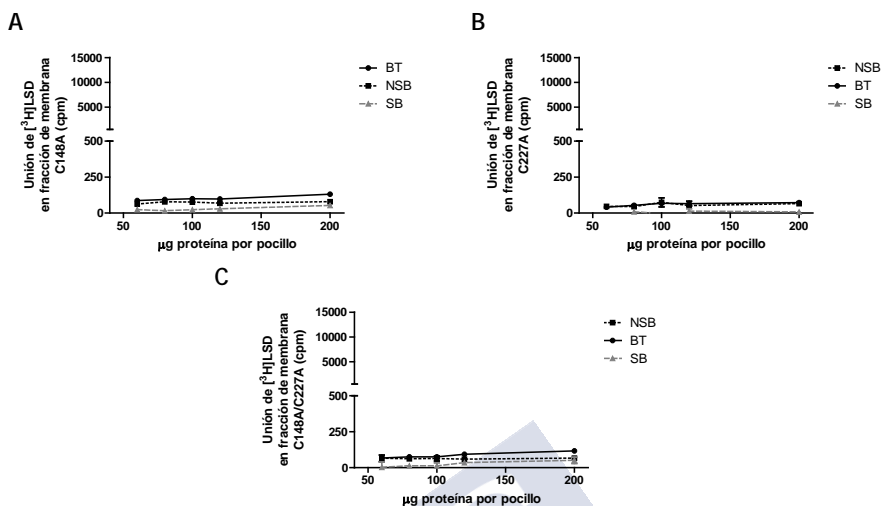 A
Unión de [³H]LSD
en fracción de membrana
C148A (cpm)
15000
10000
5000
500
250
0
50
100
150
200
µg proteína por pocillo
BT
NSB
SB
B
Unión de [³H]LSD
en fracción de membrana
C227A (cpm)
15000
10000
5000
500
250
0
50
100
150
200
µg proteína por pocillo
NSB
BT
SB
C
Unión de [³H]LSD
en fracción de membrana
C148A/C227A (cpm)
15000
10000
5000
500
250
0
50
100
150
200
µg proteína por pocillo
NSB
BT
SB